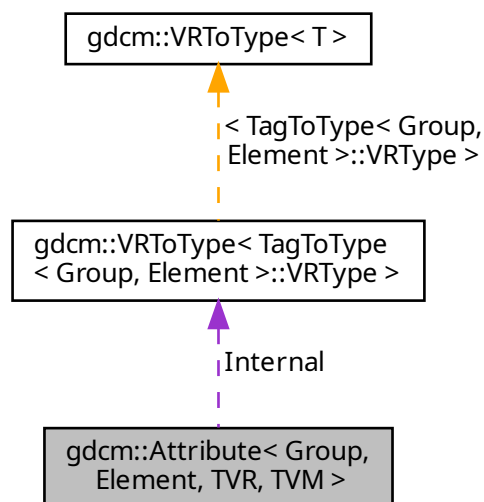 gdcm::VRToType< T >
< TagToType< Group,
Element >::VRType >
gdcm::VRToType< TagToType
< Group, Element >::VRType >
Internal
gdcm::Attribute< Group,
Element, TVR, TVM >